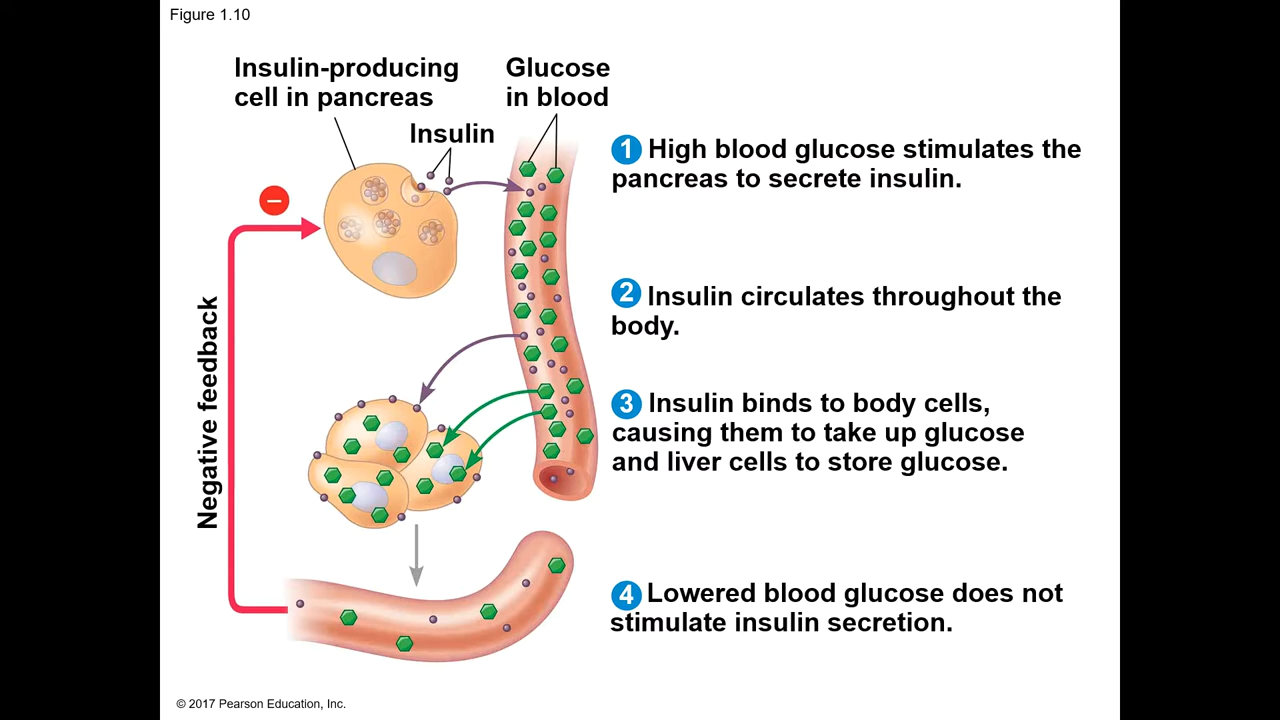 Figure 1.10
Insulin-producing
cell in pancreas
Glucose
in blood
Insulin
1 High blood glucose stimulates the
pancreas to secrete insulin.
–
2 Insulin circulates throughout the
body.
Negative feedback
3 Insulin binds to body cells,
causing them to take up glucose
and liver cells to store glucose.
4 Lowered blood glucose does not
stimulate insulin secretion.
© 2017 Pearson Education, Inc.